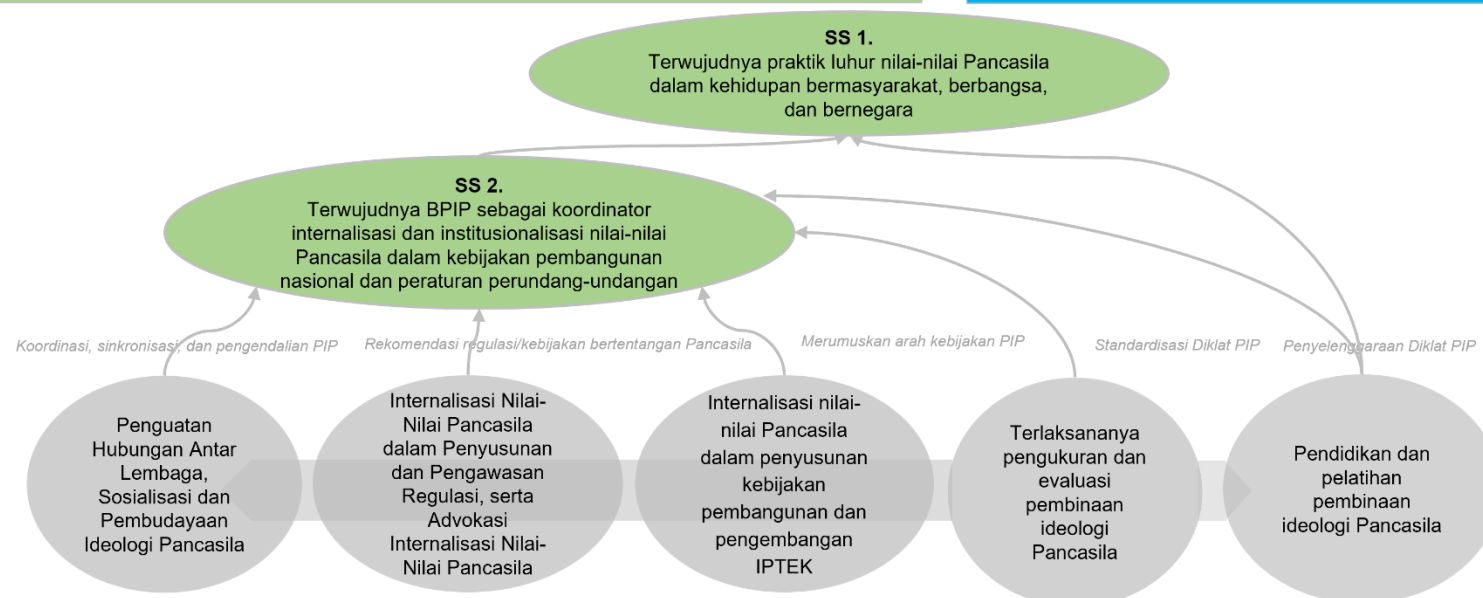 SS 1.
Terwujudnya praktik luhur nilai-nilai Pancasila
dalam kehidupan bermasyarakat, berbangsa,
dan bernegara
SS 2.
Terwujudnya BPIP sebagai koordinator
internalisasi dan institusionalisasi nilai-nilai
Pancasila dalam kebijakan pembangunan
nasional dan peraturan perundang-undangan
Koordinasi, sinkronisasi, dan pengendalian PIP
Rekomendasi regulasi/kebijakan bertentangan Pancasila
Merumuskan arah kebijakan PIP
Standardisasi Diklat PIP
Penyelenggaraan Diklat PIP
Penguatan
Hubungan Antar
Lembaga,
Sosialisasi dan
Pembudayaan
Ideologi Pancasila
Internalisasi Nilai-
Nilai Pancasila
dalam Penyusunan
dan Pengawasan
Regulasi, serta
Advokasi
Internalisasi Nilai-
Nilai Pancasila
Internalisasi nilai-
nilai Pancasila
dalam penyusunan
kebijakan
pembangunan dan
pengembangan
IPTEK
Terlaksananya
pengukuran dan
evaluasi
pembinaan
ideologi
Pancasila
Pendidikan dan
pelatihan
pembinaan
ideologi Pancasila